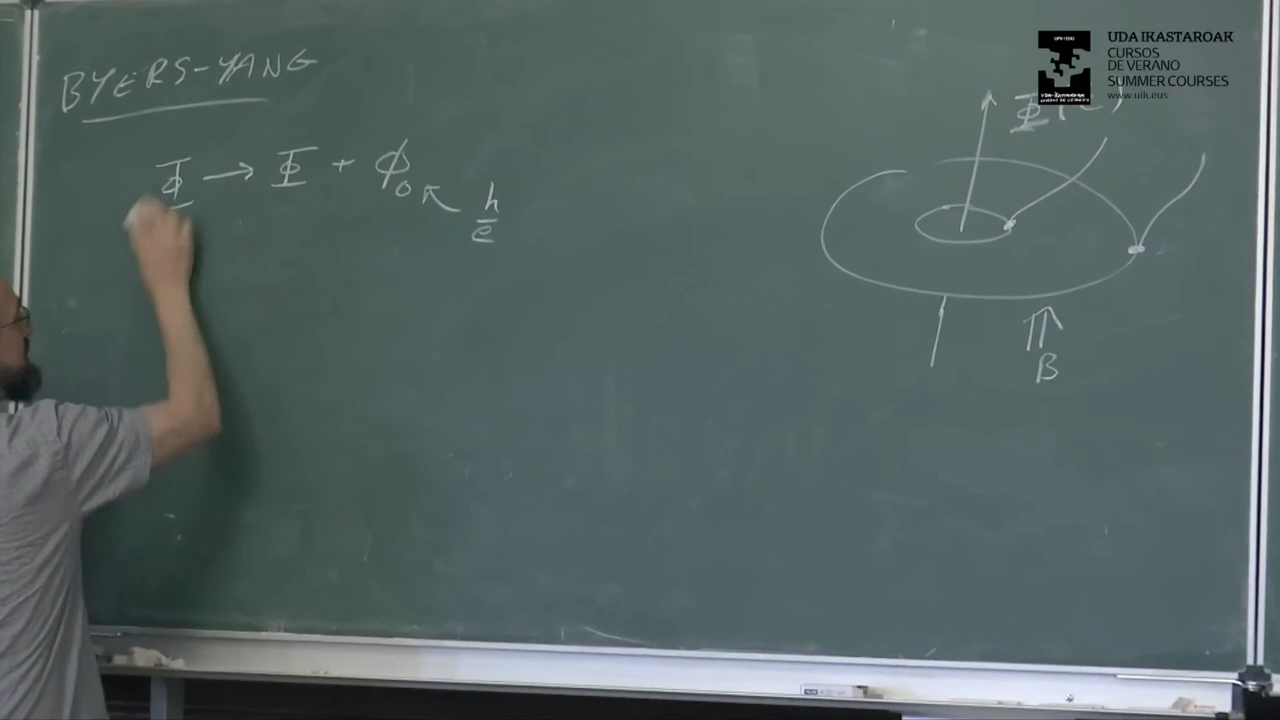 BYERS-YANG
Φ → Φ + ϕ₀ ↖ h/e
Φ
B
UDA IKASTAROAK
CURSOS
DE VERANO
SUMMER COURSES
www.uik.eus